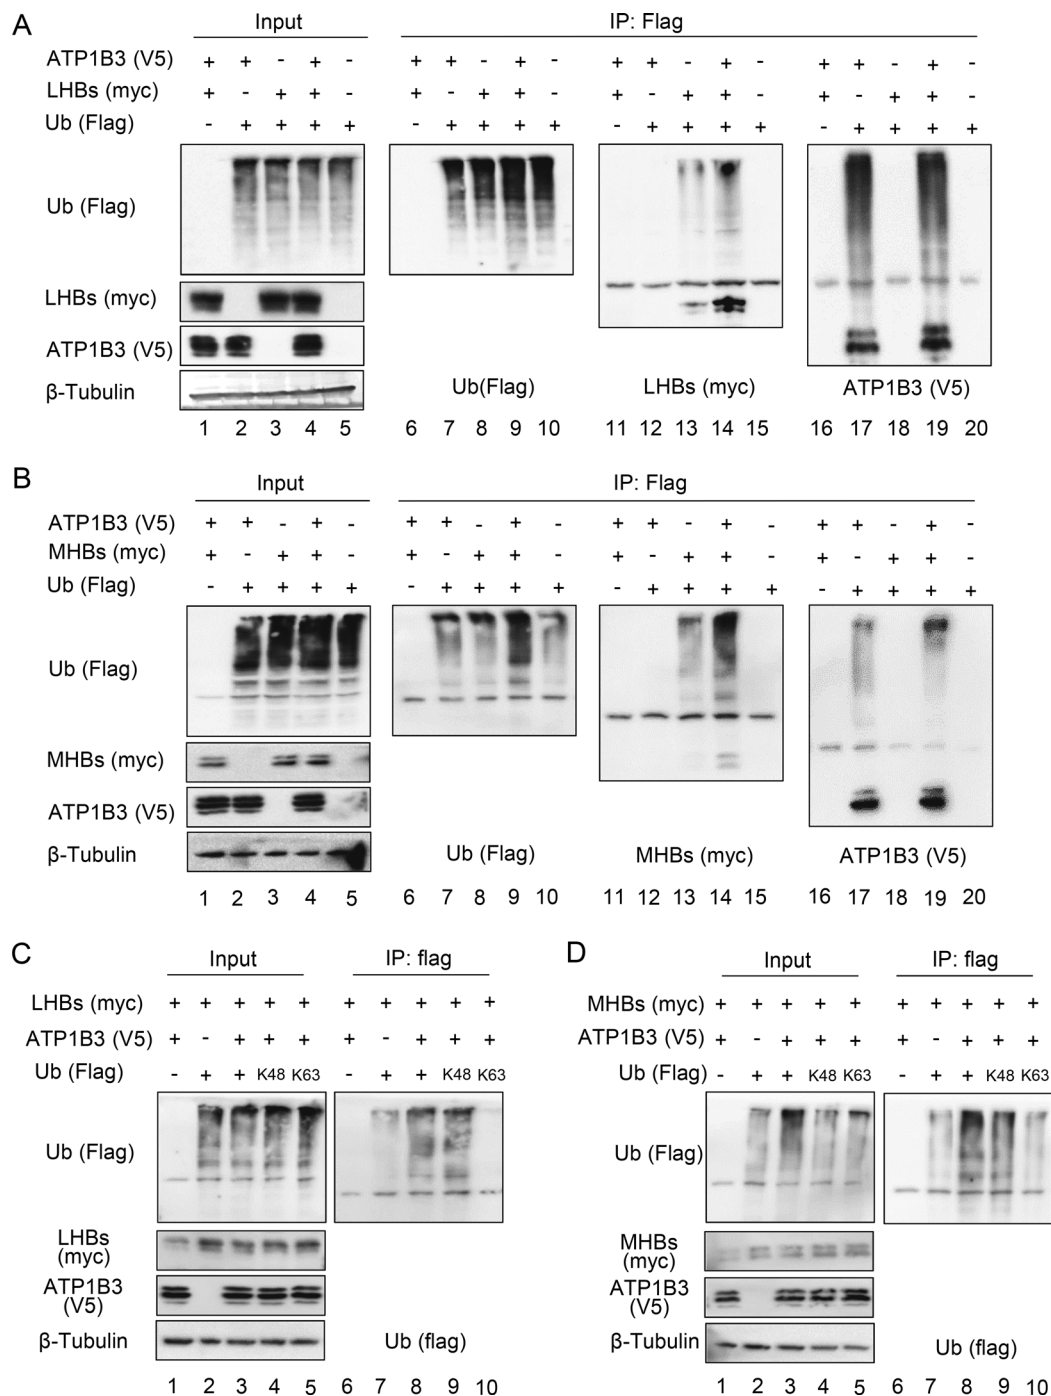 A
Input IP: Flag
ATP1B3 (V5) + + - + - + + - + - + + - + - + + - + -
LHBs (myc) + - + + - + - + + - + - + + - + - + + -
Ub (Flag) - + + + + - + + + + - + + + + - + + + +
Ub (Flag)
LHBs (myc)
ATP1B3 (V5)
β-Tubulin Ub(Flag) LHBs (myc) ATP1B3 (V5)
1 2 3 4 5 6 7 8 9 10 11 12 13 14 15 16 17 18 19 20
B
Input IP: Flag
ATP1B3 (V5) + + - + - + + - + - + + - + - + + - + -
MHBs (myc) + - + + - + - + + - + - + + - + - + + -
Ub (Flag) - + + + + - + + + + - + + + + - + + + +
Ub (Flag)
MHBs (myc)
ATP1B3 (V5)
β-Tubulin Ub (Flag) MHBs (myc) ATP1B3 (V5)
1 2 3 4 5 6 7 8 9 10 11 12 13 14 15 16 17 18 19 20
C
Input IP: flag
LHBs (myc) + + + + + + + + + +
ATP1B3 (V5) + - + + + + - + + +
Ub (Flag) - + + K48 K63 - + + K48 K63
Ub (Flag)
LHBs
(myc)
ATP1B3
(V5)
β-Tubulin Ub (flag)
1 2 3 4 5 6 7 8 9 10
D
Input IP: flag
MHBs (myc) + + + + + + + + + +
ATP1B3 (V5) + - + + + + - + + +
Ub (Flag) - + + K48 K63 - + + K48 K63
Ub (Flag)
MHBs
(myc)
ATP1B3
(V5)
β-Tubulin Ub (flag)
1 2 3 4 5 6 7 8 9 10